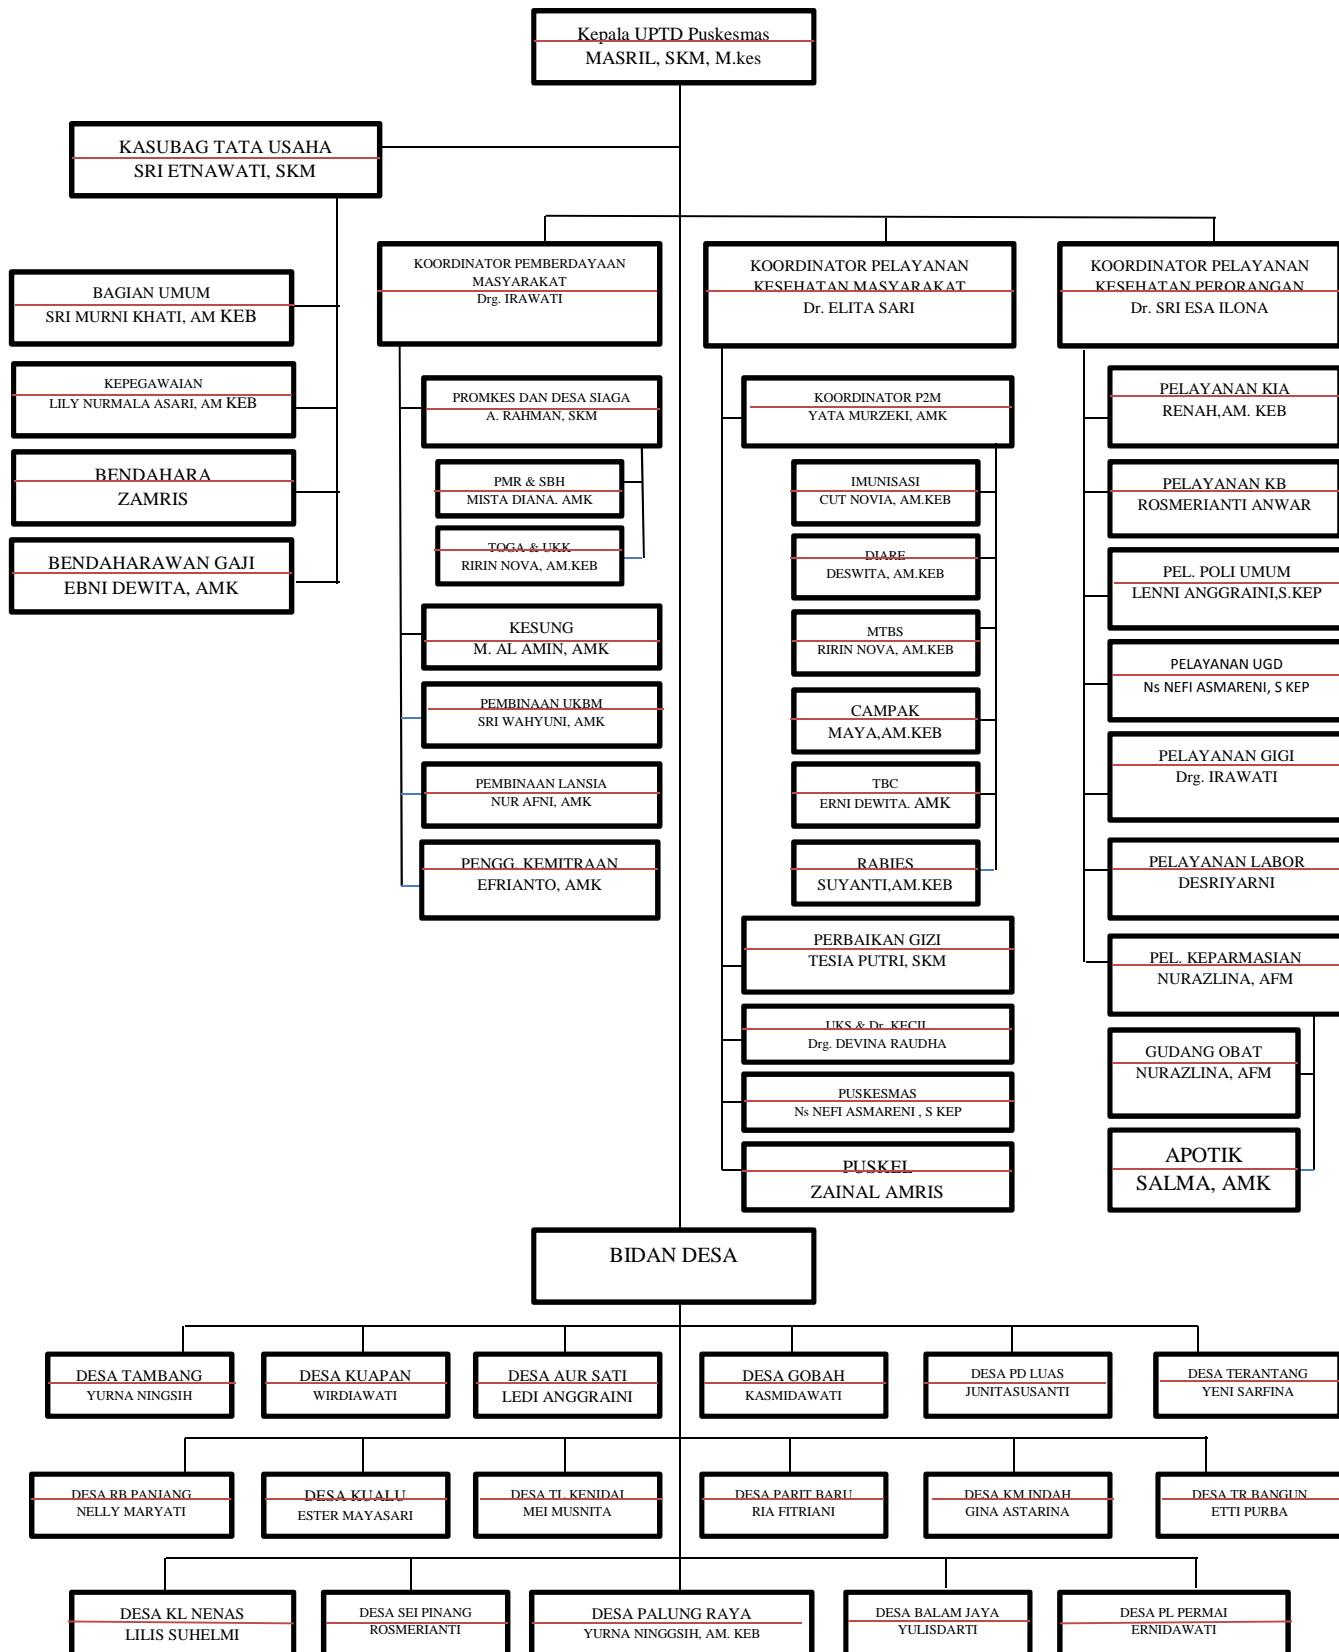 Kepala UPTD Puskesmas
MASRIL, SKM, M.kes
KASUBAG TATA USAHA
SRI ETNAWATI, SKM
BAGIAN UMUM
SRI MURNI KHATI, AM KEB
KEPEGAWAIAN
LILY NURMALA ASARI, AM KEB
BENDAHARA
ZAMRIS
BENDAHARAWAN GAJI
EBNI DEWITA, AMK
KOORDINATOR PEMBERDAYAAN
MASYARAKAT
Drg. IRAWATI
PROMKES DAN DESA SIAGA
A. RAHMAN, SKM
PMR & SBH
MISTA DIANA. AMK
TOGA & UKK
RIRIN NOVA, AM.KEB
KESUNG
M. AL AMIN, AMK
PEMBINAAN UKBM
SRI WAHYUNI, AMK
PEMBINAAN LANSIA
NUR AFNI, AMK
PENGG. KEMITRAAN
EFRIANTO, AMK
KOORDINATOR PELAYANAN
KESEHATAN MASYARAKAT
Dr. ELITA SARI
KOORDINATOR P2M
YATA MURZEKI, AMK
IMUNISASI
CUT NOVIA, AM.KEB
DIARE
DESWITA, AM.KEB
MTBS
RIRIN NOVA, AM.KEB
CAMPAK
MAYA,AM.KEB
TBC
ERNI DEWITA. AMK
RABIES
SUYANTI,AM.KEB
PERBAIKAN GIZI
TESIA PUTRI, SKM
UKS & Dr. KECIL
Drg. DEVINA RAUDHA
PUSKESMAS
Ns NEFI ASMARENI , S KEP
PUSKEL
ZAINAL AMRIS
KOORDINATOR PELAYANAN
KESEHATAN PERORANGAN
Dr. SRI ESA ILONA
PELAYANAN KIA
RENAH,AM. KEB
PELAYANAN KB
ROSMERIANTI ANWAR
PEL. POLI UMUM
LENNI ANGGRAINI,S.KEP
PELAYANAN UGD
Ns NEFI ASMARENI, S KEP
PELAYANAN GIGI
Drg. IRAWATI
PELAYANAN LABOR
DESRIYARNI
PEL. KEPARMASIAN
NURAZLINA, AFM
GUDANG OBAT
NURAZLINA, AFM
APOTIK
SALMA, AMK
BIDAN DESA
DESA TAMBANG
YURNA NINGSIH
DESA KUAPAN
WIRDIAWATI
DESA AUR SATI
LEDI ANGGRAINI
DESA GOBAH
KASMIDAWATI
DESA PD LUAS
JUNITASUSANTI
DESA TERANTANG
YENI SARFINA
DESA RB PANJANG
NELLY MARYATI
DESA KUALU
ESTER MAYASARI
DESA TL KENIDAI
MEI MUSNITA
DESA PARIT BARU
RIA FITRIANI
DESA KM INDAH
GINA ASTARINA
DESA TR BANGUN
ETTI PURBA
DESA KL NENAS
LILIS SUHELMI
DESA SEI PINANG
ROSMERIANTI
DESA PALUNG RAYA
YURNA NINGGSIH, AM. KEB
DESA BALAM JAYA
YULISDARTI
DESA PL PERMAI
ERNIDAWATI